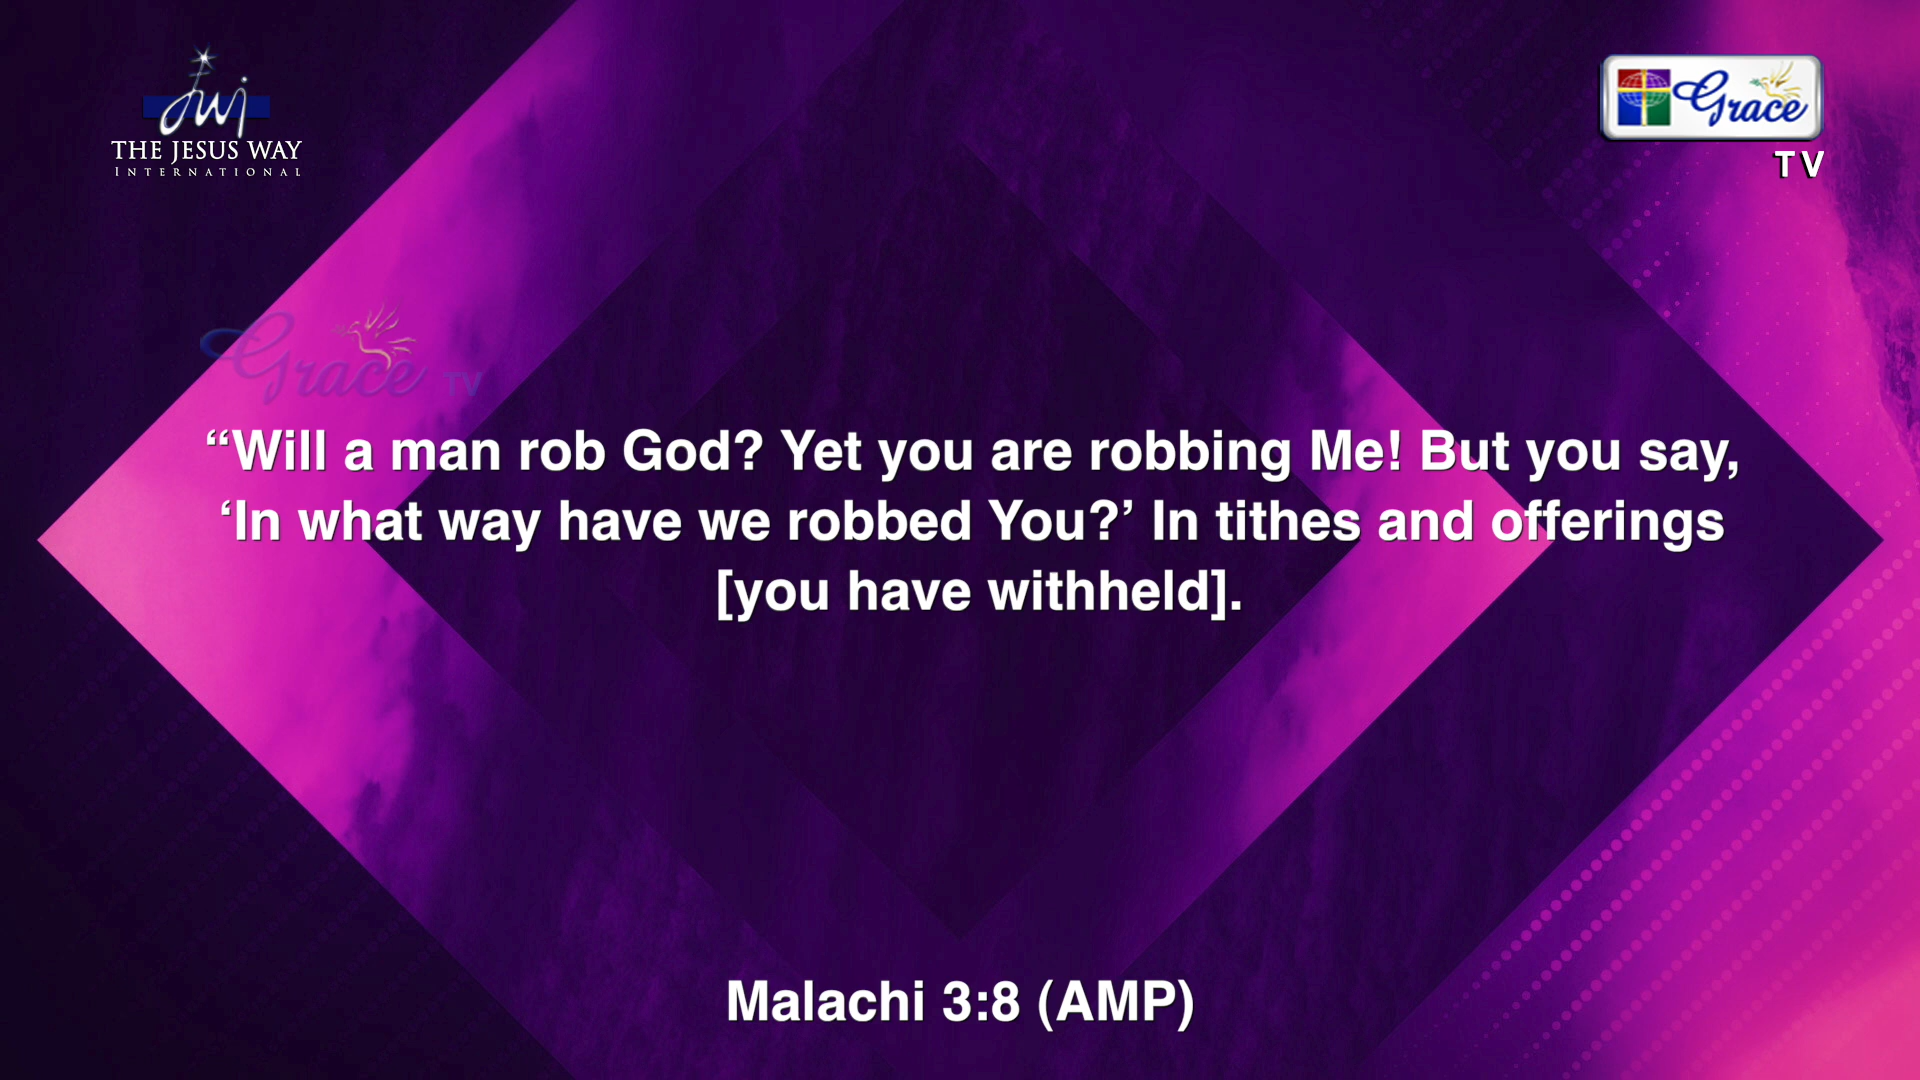 JWI
THE JESUS WAY
INTERNATIONAL
Grace
TV
Grace TV
“Will a man rob God? Yet you are robbing Me! But you say,
‘In what way have we robbed You?’ In tithes and offerings
[you have withheld].
Malachi 3:8 (AMP)